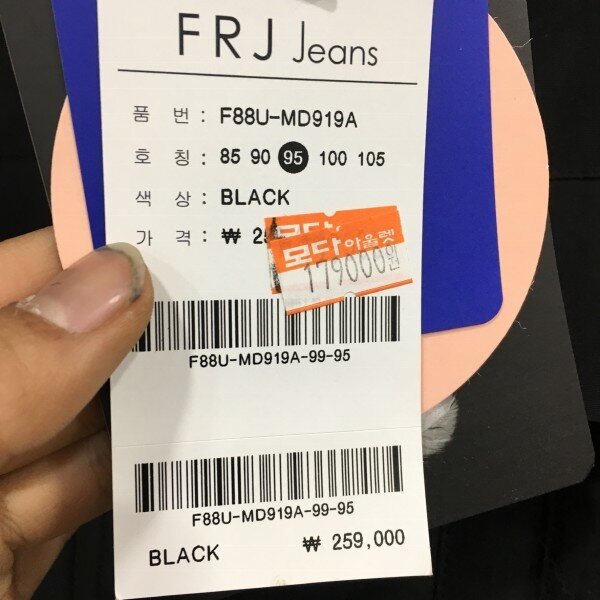 FRJ Jeans
품 번 : F88U-MD919A
호 칭 : 85 90 95 100 105
색 상 : BLACK
가 격 : ₩ 2
모다아울렛
179000원
F88U-MD919A-99-95
F88U-MD919A-99-95
BLACK ₩ 259,000